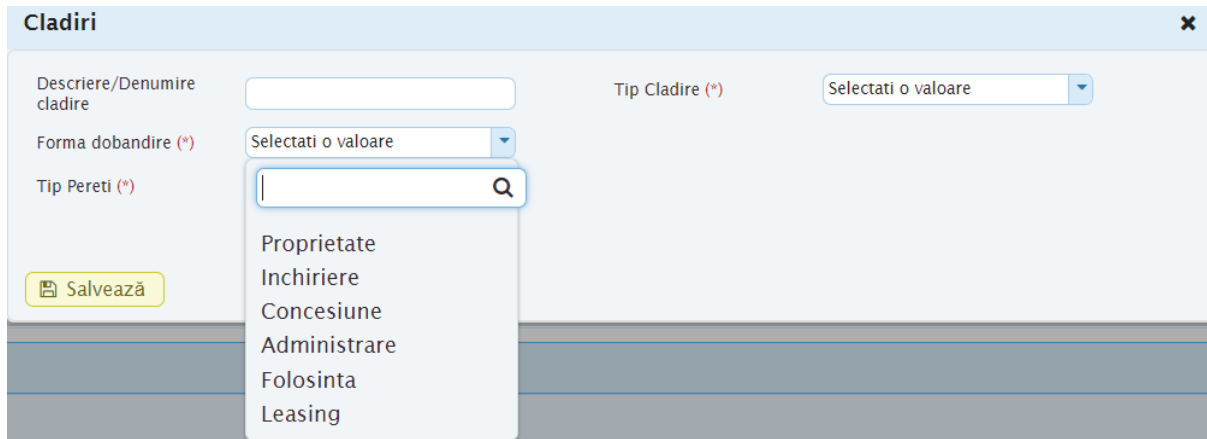 Cladiri
Descriere/Denumire
cladire
Tip Cladire (*)
Selectati o valoare
Forma dobandire (*)
Selectati o valoare
Tip Pereti (*)
Proprietate
Inchiriere
Concesiune
Administrare
Folosinta
Leasing
Salvează